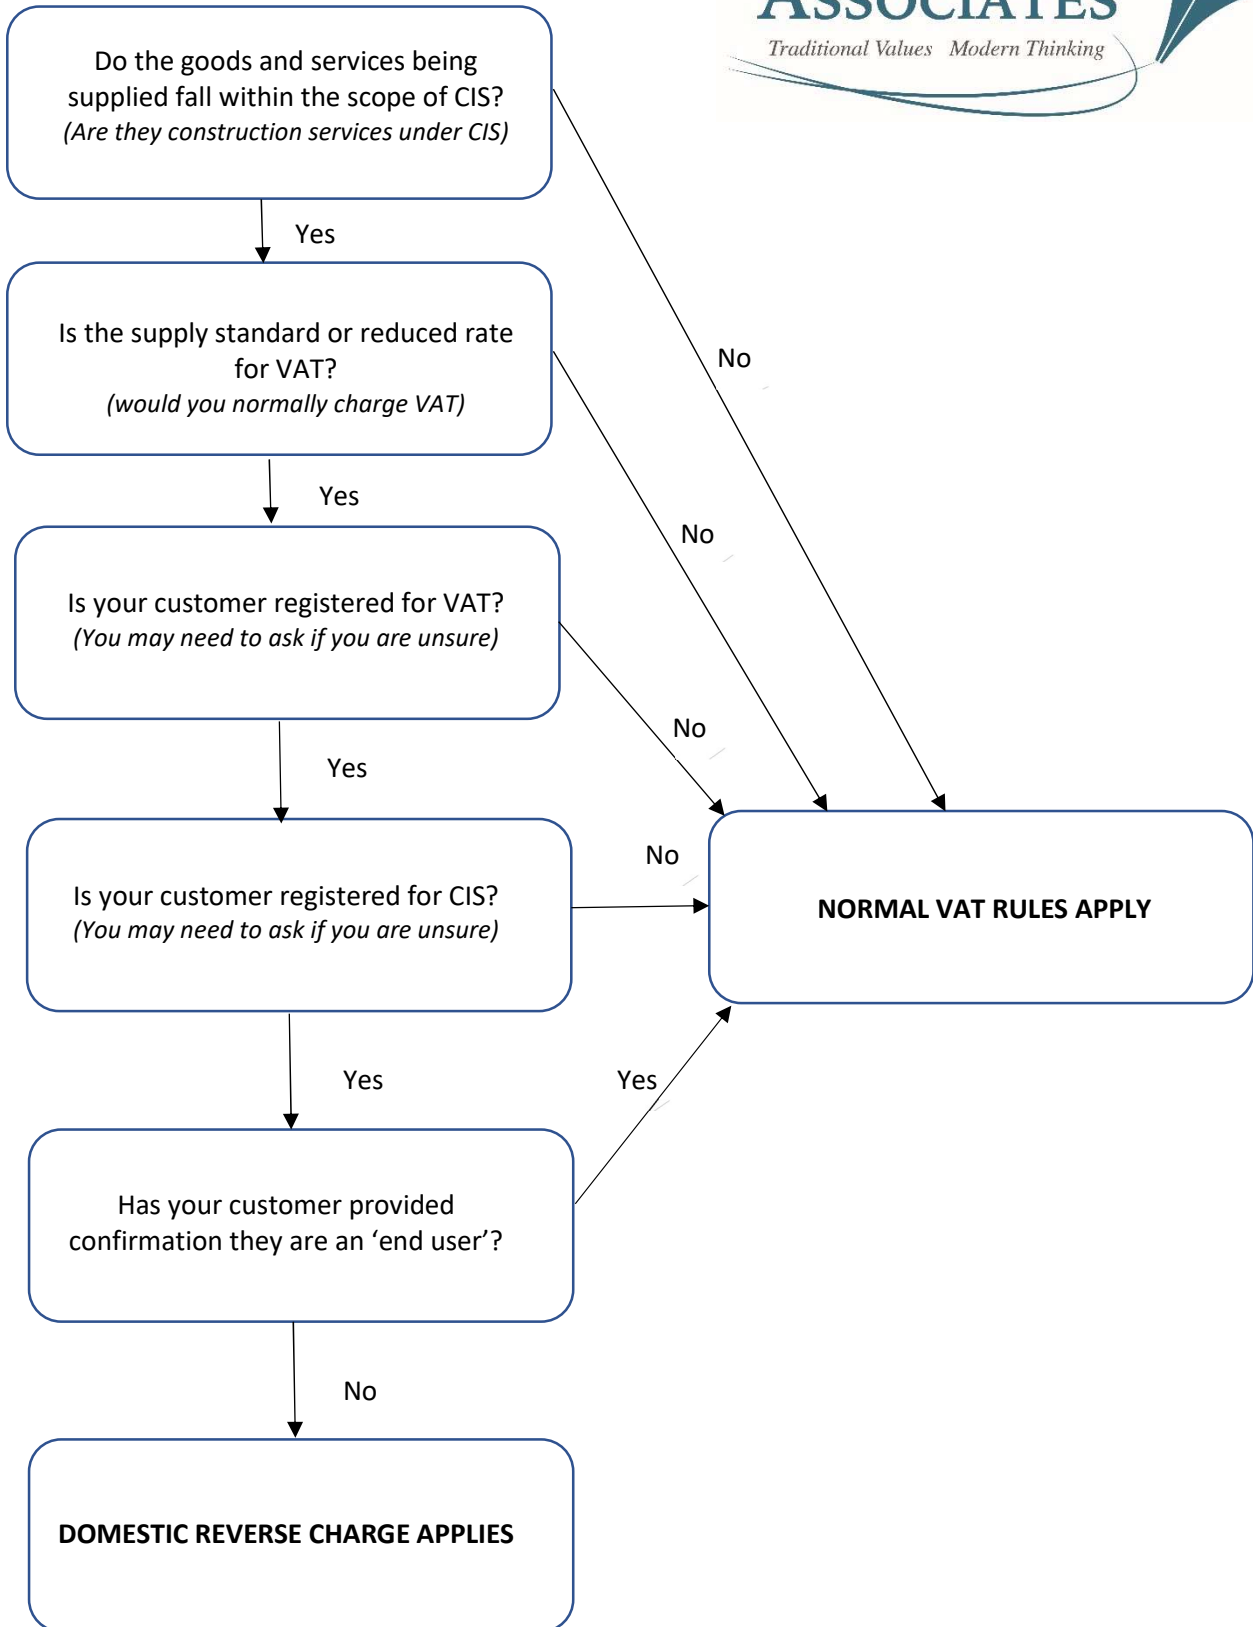 ASSOCIATES
Traditional Values Modern Thinking
Do the goods and services being
supplied fall within the scope of CIS?
(Are they construction services under CIS)
Yes
No
Is the supply standard or reduced rate
for VAT?
(would you normally charge VAT)
Yes
No
Is your customer registered for VAT?
(You may need to ask if you are unsure)
Yes
No
Is your customer registered for CIS?
(You may need to ask if you are unsure)
No
NORMAL VAT RULES APPLY
Yes
Yes
Has your customer provided
confirmation they are an ‘end user’?
No
DOMESTIC REVERSE CHARGE APPLIES